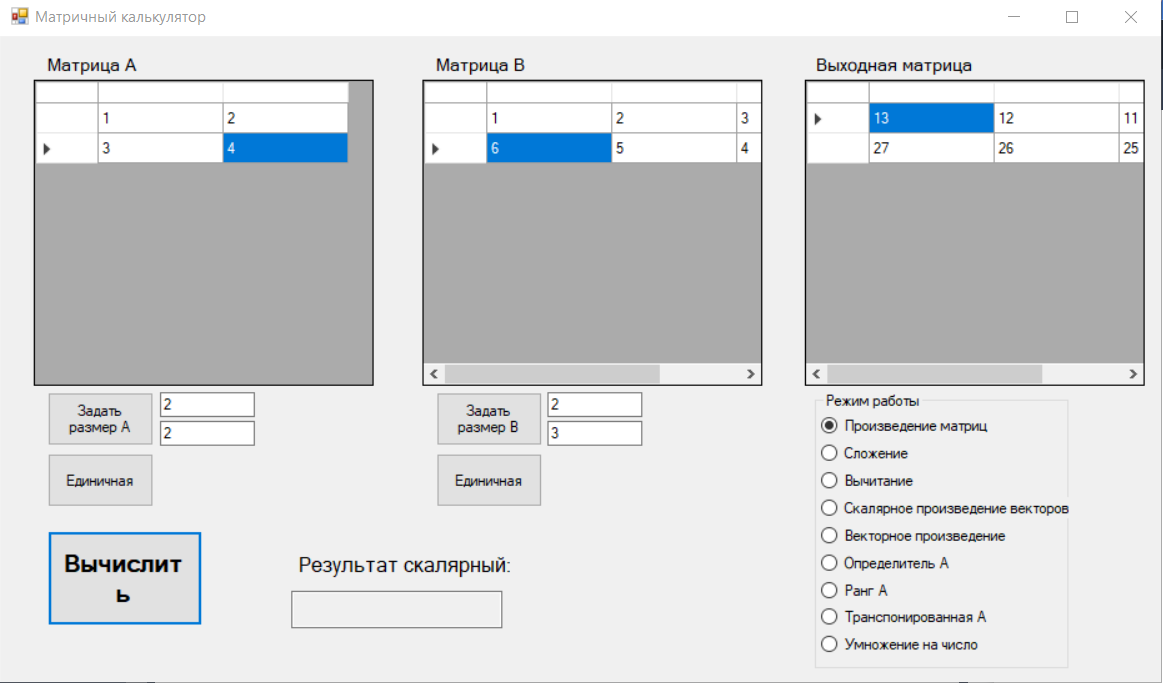 Матричный калькулятор
Матрица A
1 2
3 4
Матрица B
1 2 3
6 5 4
Выходная матрица
13 12 11
27 26 25
Задать
размер A
2
2
Единичная
Задать
размер B
2
3
Единичная
Вычислит
ь
Результат скалярный:
Режим работы
Произведение матриц
Сложение
Вычитание
Скалярное произведение векторов
Векторное произведение
Определитель А
Ранг А
Транспонированная А
Умножение на число